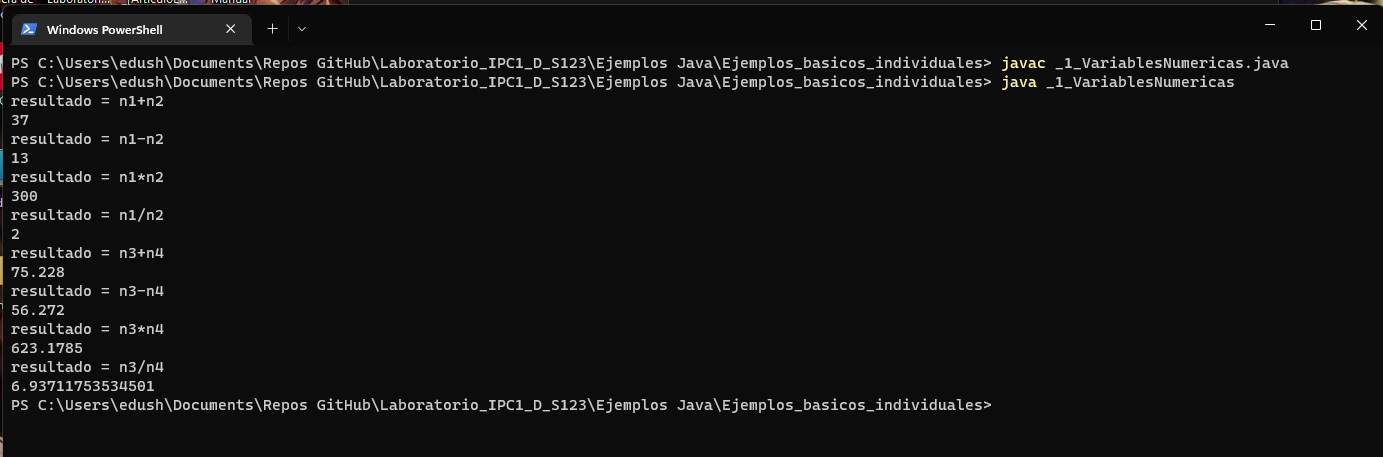 Windows PowerShell
PS C:\Users\edush\Documents\Repos GitHub\Laboratorio_IPC1_D_S123\Ejemplos Java\Ejemplos_basicos_individuales> javac _1_VariablesNumericas.java
PS C:\Users\edush\Documents\Repos GitHub\Laboratorio_IPC1_D_S123\Ejemplos Java\Ejemplos_basicos_individuales> java _1_VariablesNumericas
resultado = n1+n2
37
resultado = n1-n2
13
resultado = n1*n2
300
resultado = n1/n2
2
resultado = n3+n4
75.228
resultado = n3-n4
56.272
resultado = n3*n4
623.1785
resultado = n3/n4
6.93711753534501
PS C:\Users\edush\Documents\Repos GitHub\Laboratorio_IPC1_D_S123\Ejemplos Java\Ejemplos_basicos_individuales>